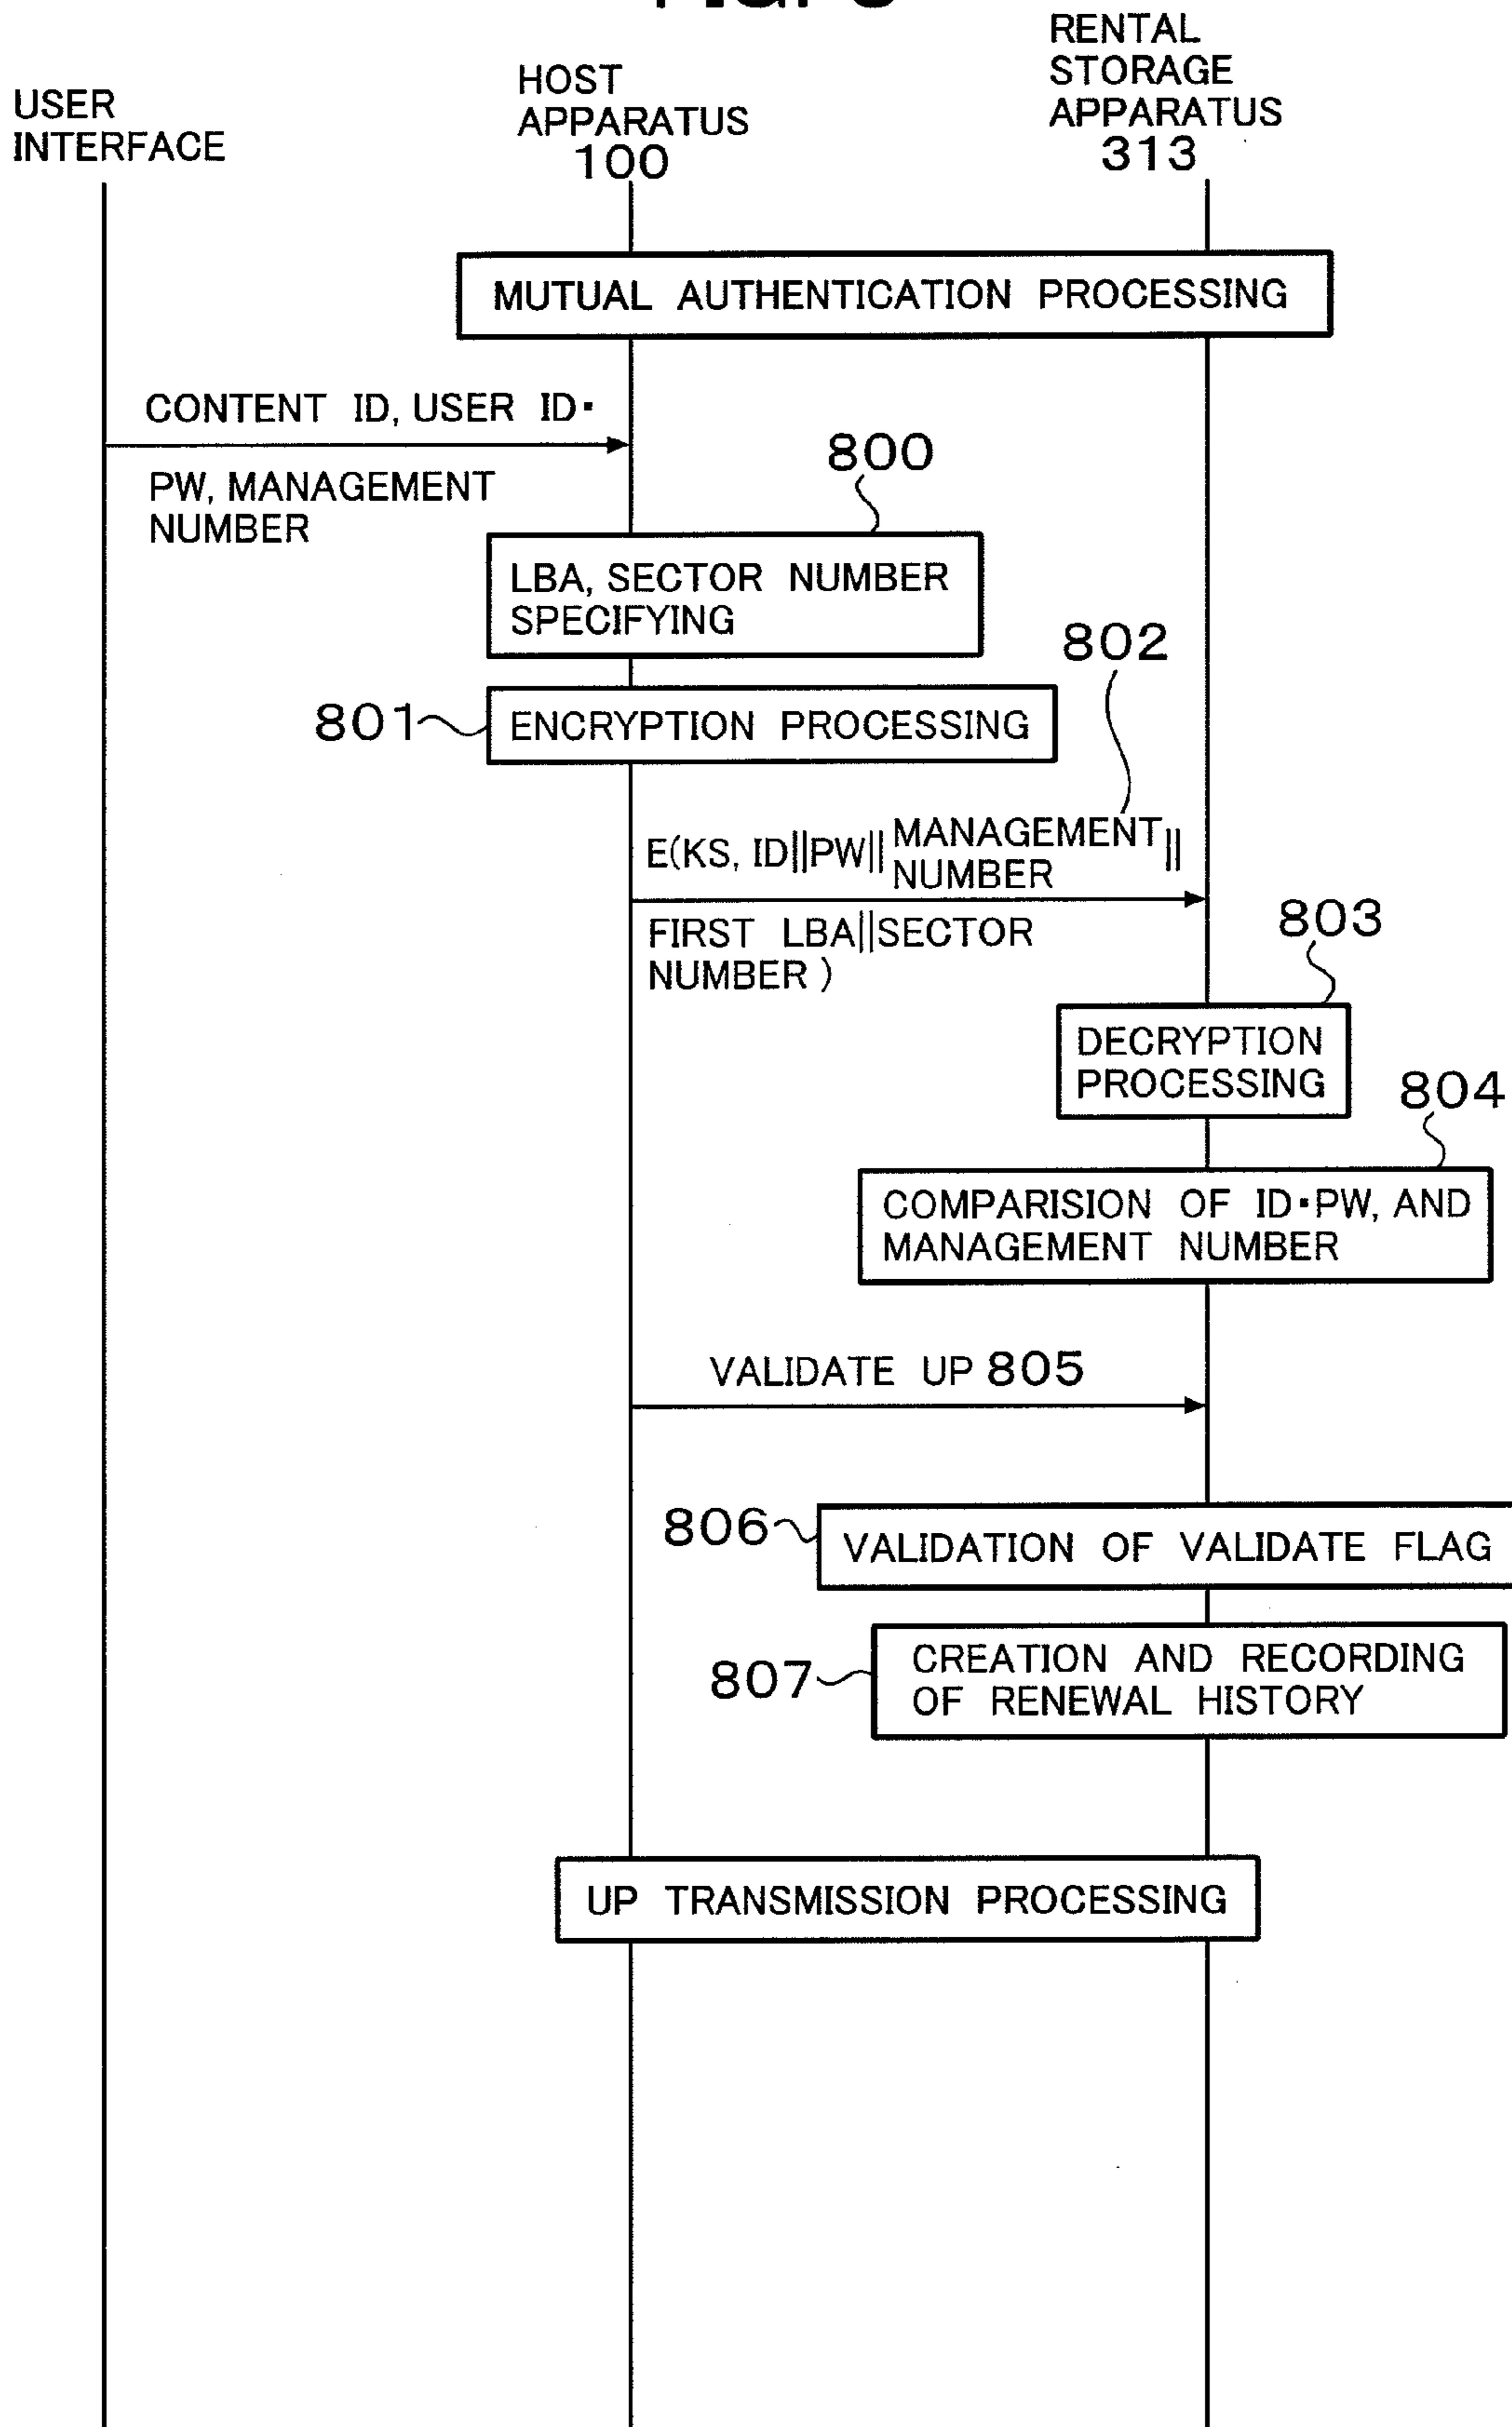 USER
INTERFACE
HOST
APPARATUS
100
RENTAL
STORAGE
APPARATUS
313
MUTUAL AUTHENTICATION PROCESSING
CONTENT ID, USER ID·
PW, MANAGEMENT
NUMBER
800
LBA, SECTOR NUMBER
SPECIFYING
801
ENCRYPTION PROCESSING
802
E(KS, ID||PW|| MANAGEMENT ||
NUMBER
FIRST LBA||SECTOR
NUMBER )
803
DECRYPTION
PROCESSING
804
COMPARISION OF ID·PW, AND
MANAGEMENT NUMBER
VALIDATE UP 805
806
VALIDATION OF VALIDATE FLAG
807
CREATION AND RECORDING
OF RENEWAL HISTORY
UP TRANSMISSION PROCESSING